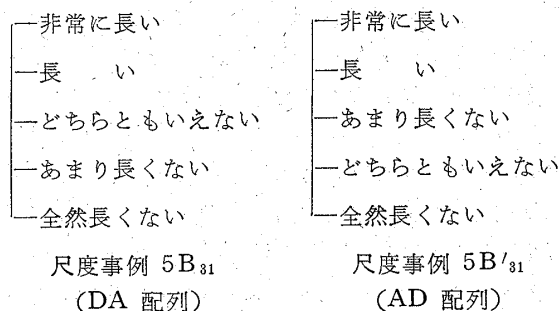 非常に長い
長　い
どちらともいえない
あまり長くない
全然長くない
尺度事例 5B₃₁
(DA 配列)
非常に長い
長　い
あまり長くない
どちらともいえない
全然長くない
尺度事例 5B′₃₁
(AD 配列)